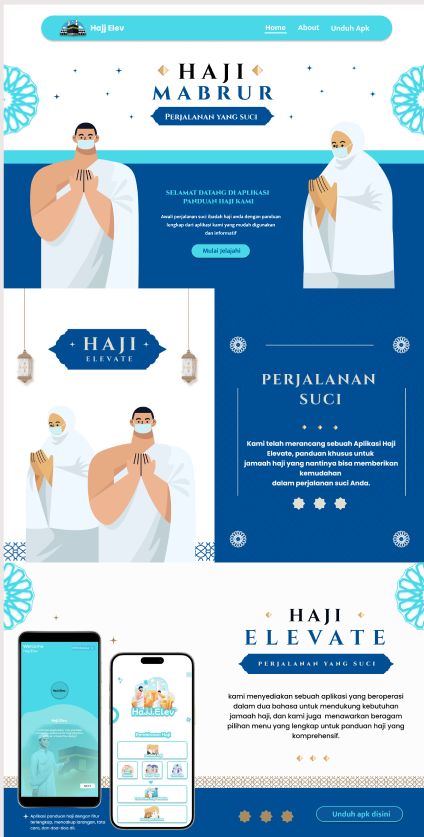 Hajj Elev
Home About Unduh Apk
HAJI
MABRUR
PERJALANAN YANG SUCI
SELAMAT DATANG DI APLIKASI
PANDUAN HAJI KAMI
Awali perjalanan suci ibadah haji anda dengan panduan
lengkap dari aplikasi kami yang mudah digunakan
dan informatif
Mulai jelajahi
HAJI
ELEVATE
PERJALANAN
SUCI
Kami telah merancang sebuah Aplikasi Haji
Elevate, panduan khusus untuk
jamaah haji yang nantinya bisa memberikan
kemudahan
dalam perjalanan suci Anda.
HAJI
ELEVATE
PERJALANAN YANG SUCI
kami menyediakan sebuah aplikasi yang beroperasi
dalam dua bahasa untuk mendukung kebutuhan
jamaah haji, dan kami juga menawarkan beragam
pilihan menu yang lengkap untuk panduan haji yang
komprehensif.
Unduh apk disini
Welcome
Hajj Elev
HaJJ.Elev
Aplikasi panduan haji dengan fitur
terlengkap, mencakup larangan, tata
cara, dan doa-doa dll.